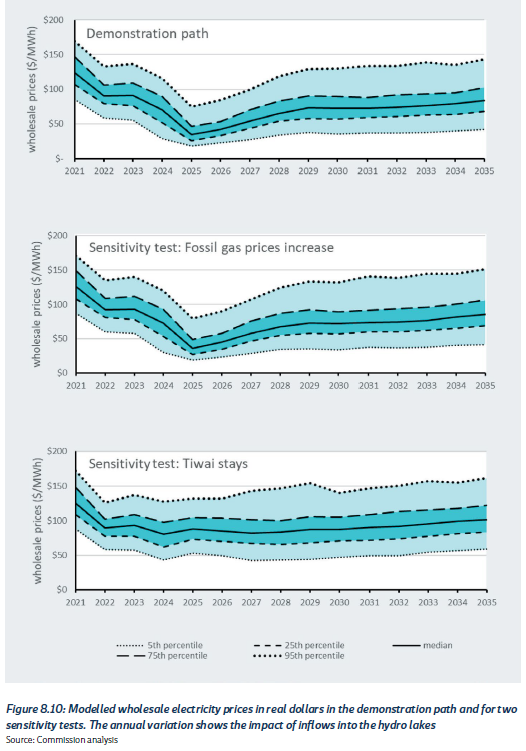 Demonstration path
wholesale prices ($/MWh)
$200
$150
$100
$50
$-
2021 2022 2023 2024 2025 2026 2027 2028 2029 2030 2031 2032 2033 2034 2035
Sensitivity test: Fossil gas prices increase
wholesale prices ($/MWh)
$200
$150
$100
$50
$0
2021 2022 2023 2024 2025 2026 2027 2028 2029 2030 2031 2032 2033 2034 2035
Sensitivity test: Tiwai stays
wholesale prices ($/MWh)
$200
$150
$100
$50
$0
2021 2022 2023 2024 2025 2026 2027 2028 2029 2030 2031 2032 2033 2034 2035
5th percentile 25th percentile median
75th percentile 95th percentile
Figure 8.10: Modelled wholesale electricity prices in real dollars in the demonstration path and for two
sensitivity tests. The annual variation shows the impact of inflows into the hydro lakes
Source: Commission analysis